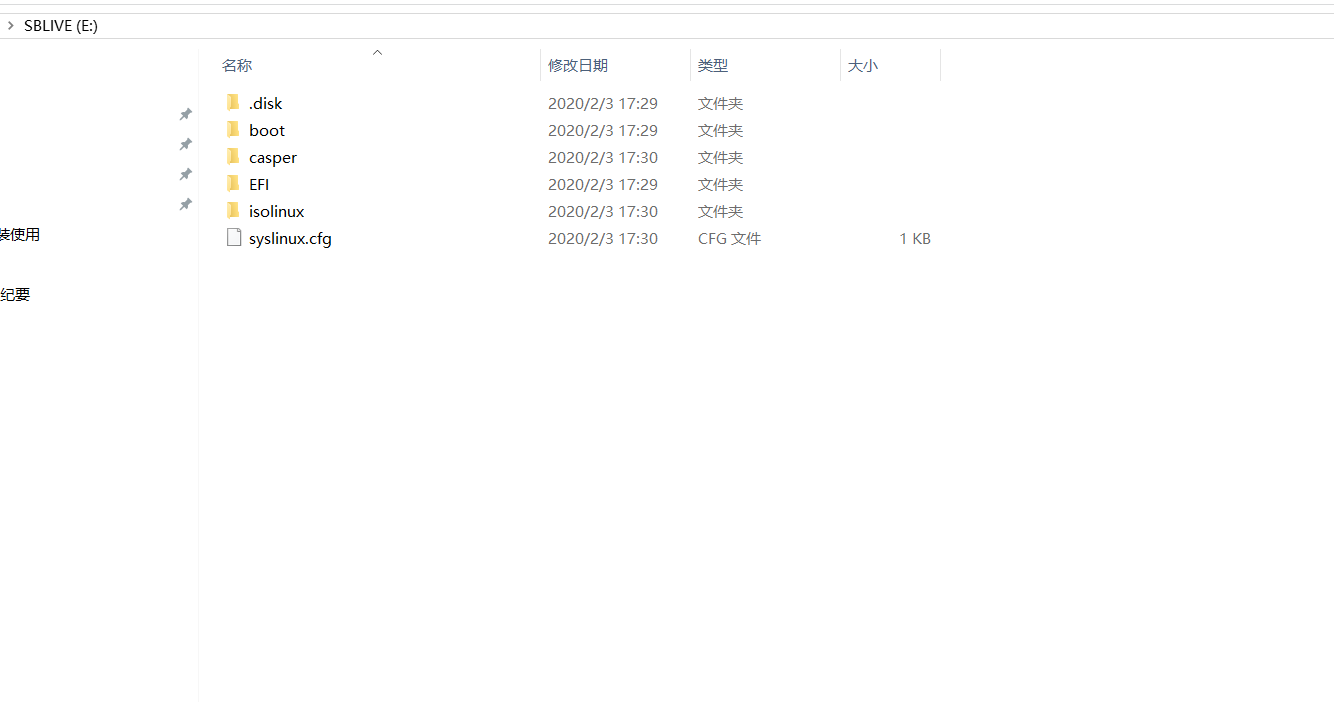 SBLIVE (E:)
名称 修改日期 类型 大小
.disk 2020/2/3 17:29 文件夹
boot 2020/2/3 17:29 文件夹
casper 2020/2/3 17:30 文件夹
EFI 2020/2/3 17:29 文件夹
isolinux 2020/2/3 17:30 文件夹
syslinux.cfg 2020/2/3 17:30 CFG 文件 1 KB
装使用
纪要